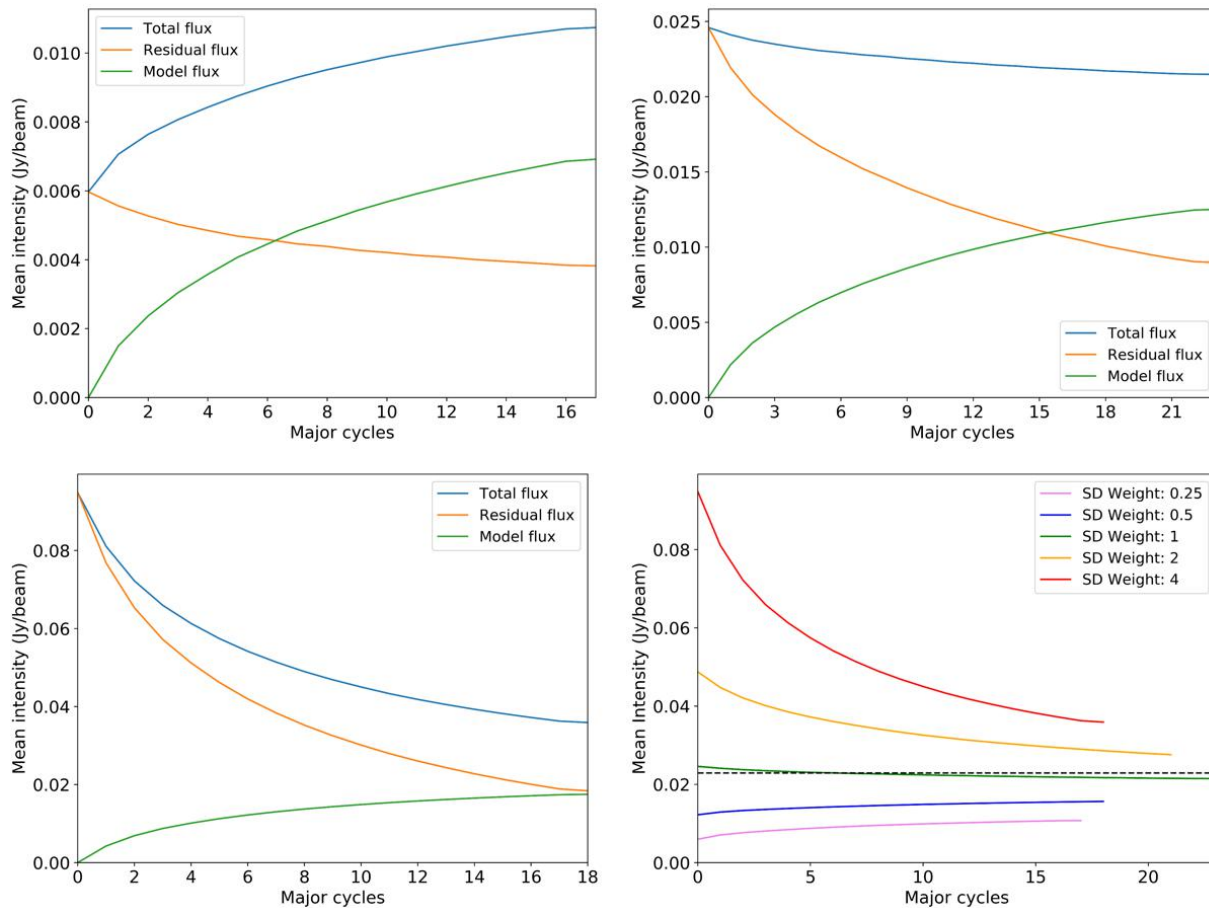 Mean intensity (Jy/beam)
0.010
0.008
0.006
0.004
0.002
0.000
Total flux
Residual flux
Model flux
0 2 4 6 8 10 12 14 16
Major cycles
Mean intensity (Jy/beam)
0.025
0.020
0.015
0.010
0.005
0.000
Total flux
Residual flux
Model flux
0 3 6 9 12 15 18 21
Major cycles
Mean intensity (Jy/beam)
0.08
0.06
0.04
0.02
0.00
Total flux
Residual flux
Model flux
0 2 4 6 8 10 12 14 16 18
Major cycles
Mean Intensity (Jy/beam)
0.08
0.06
0.04
0.02
0.00
SD Weight: 0.25
SD Weight: 0.5
SD Weight: 1
SD Weight: 2
SD Weight: 4
0 5 10 15 20
Major cycles